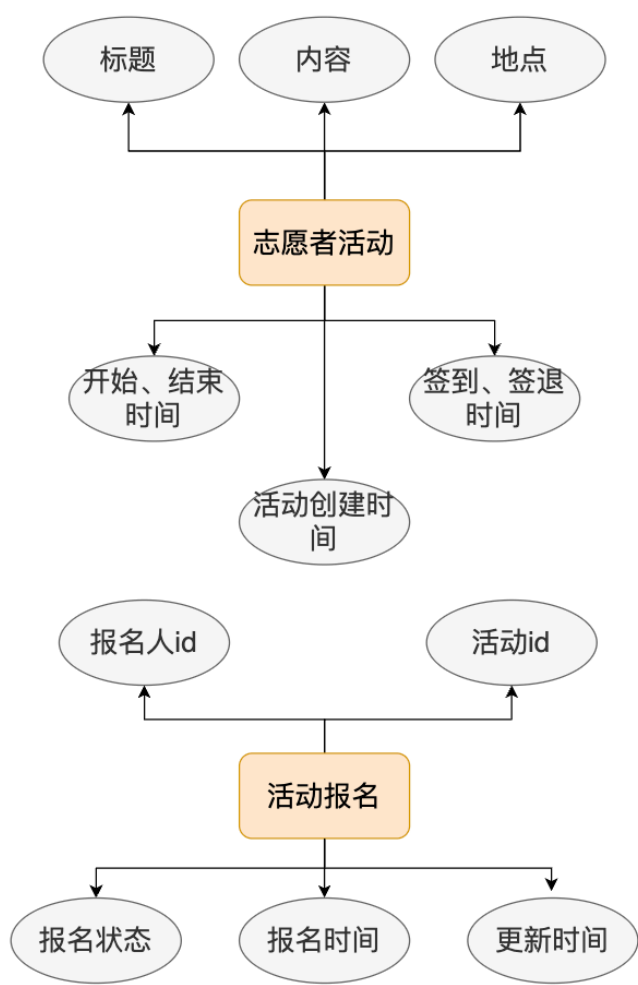 标题
内容
地点
志愿者活动
开始、结束
时间
签到、签退
时间
活动创建时
间
报名人id
活动id
活动报名
报名状态
报名时间
更新时间